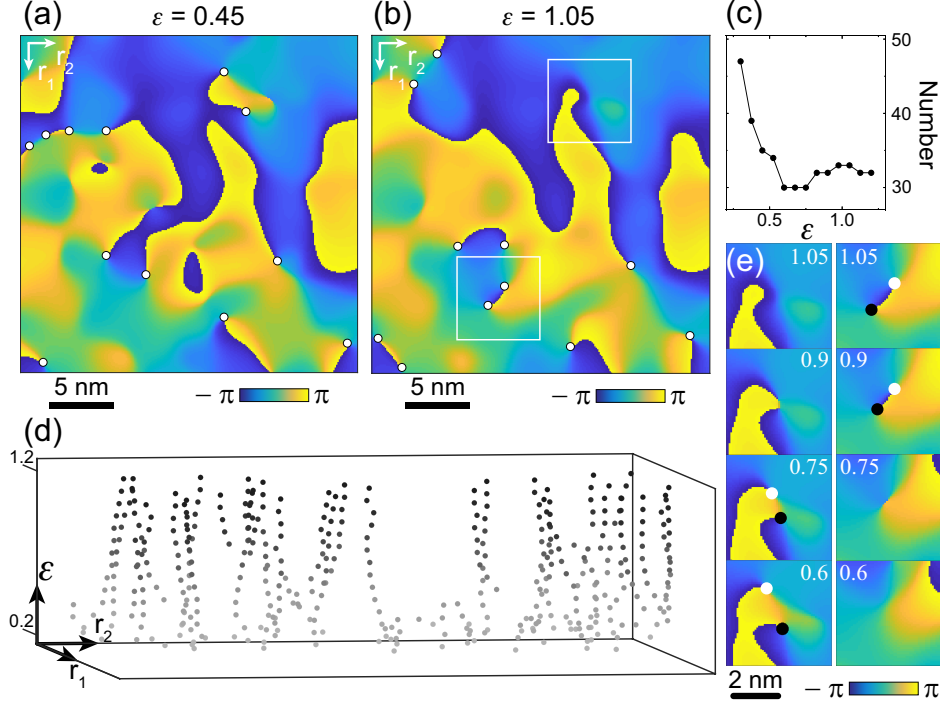 (a) ε = 0.45
r₂
r₁
5 nm
− π π
(b) ε = 1.05
r₂
r₁
− π π
(c)
50
40
30
Number
0.5 1.0
ε
(d)
1.2
ε
0.2
r₂
r₁
(e)
1.05 1.05
0.9 0.9
0.75 0.75
0.6 0.6
2 nm − π π